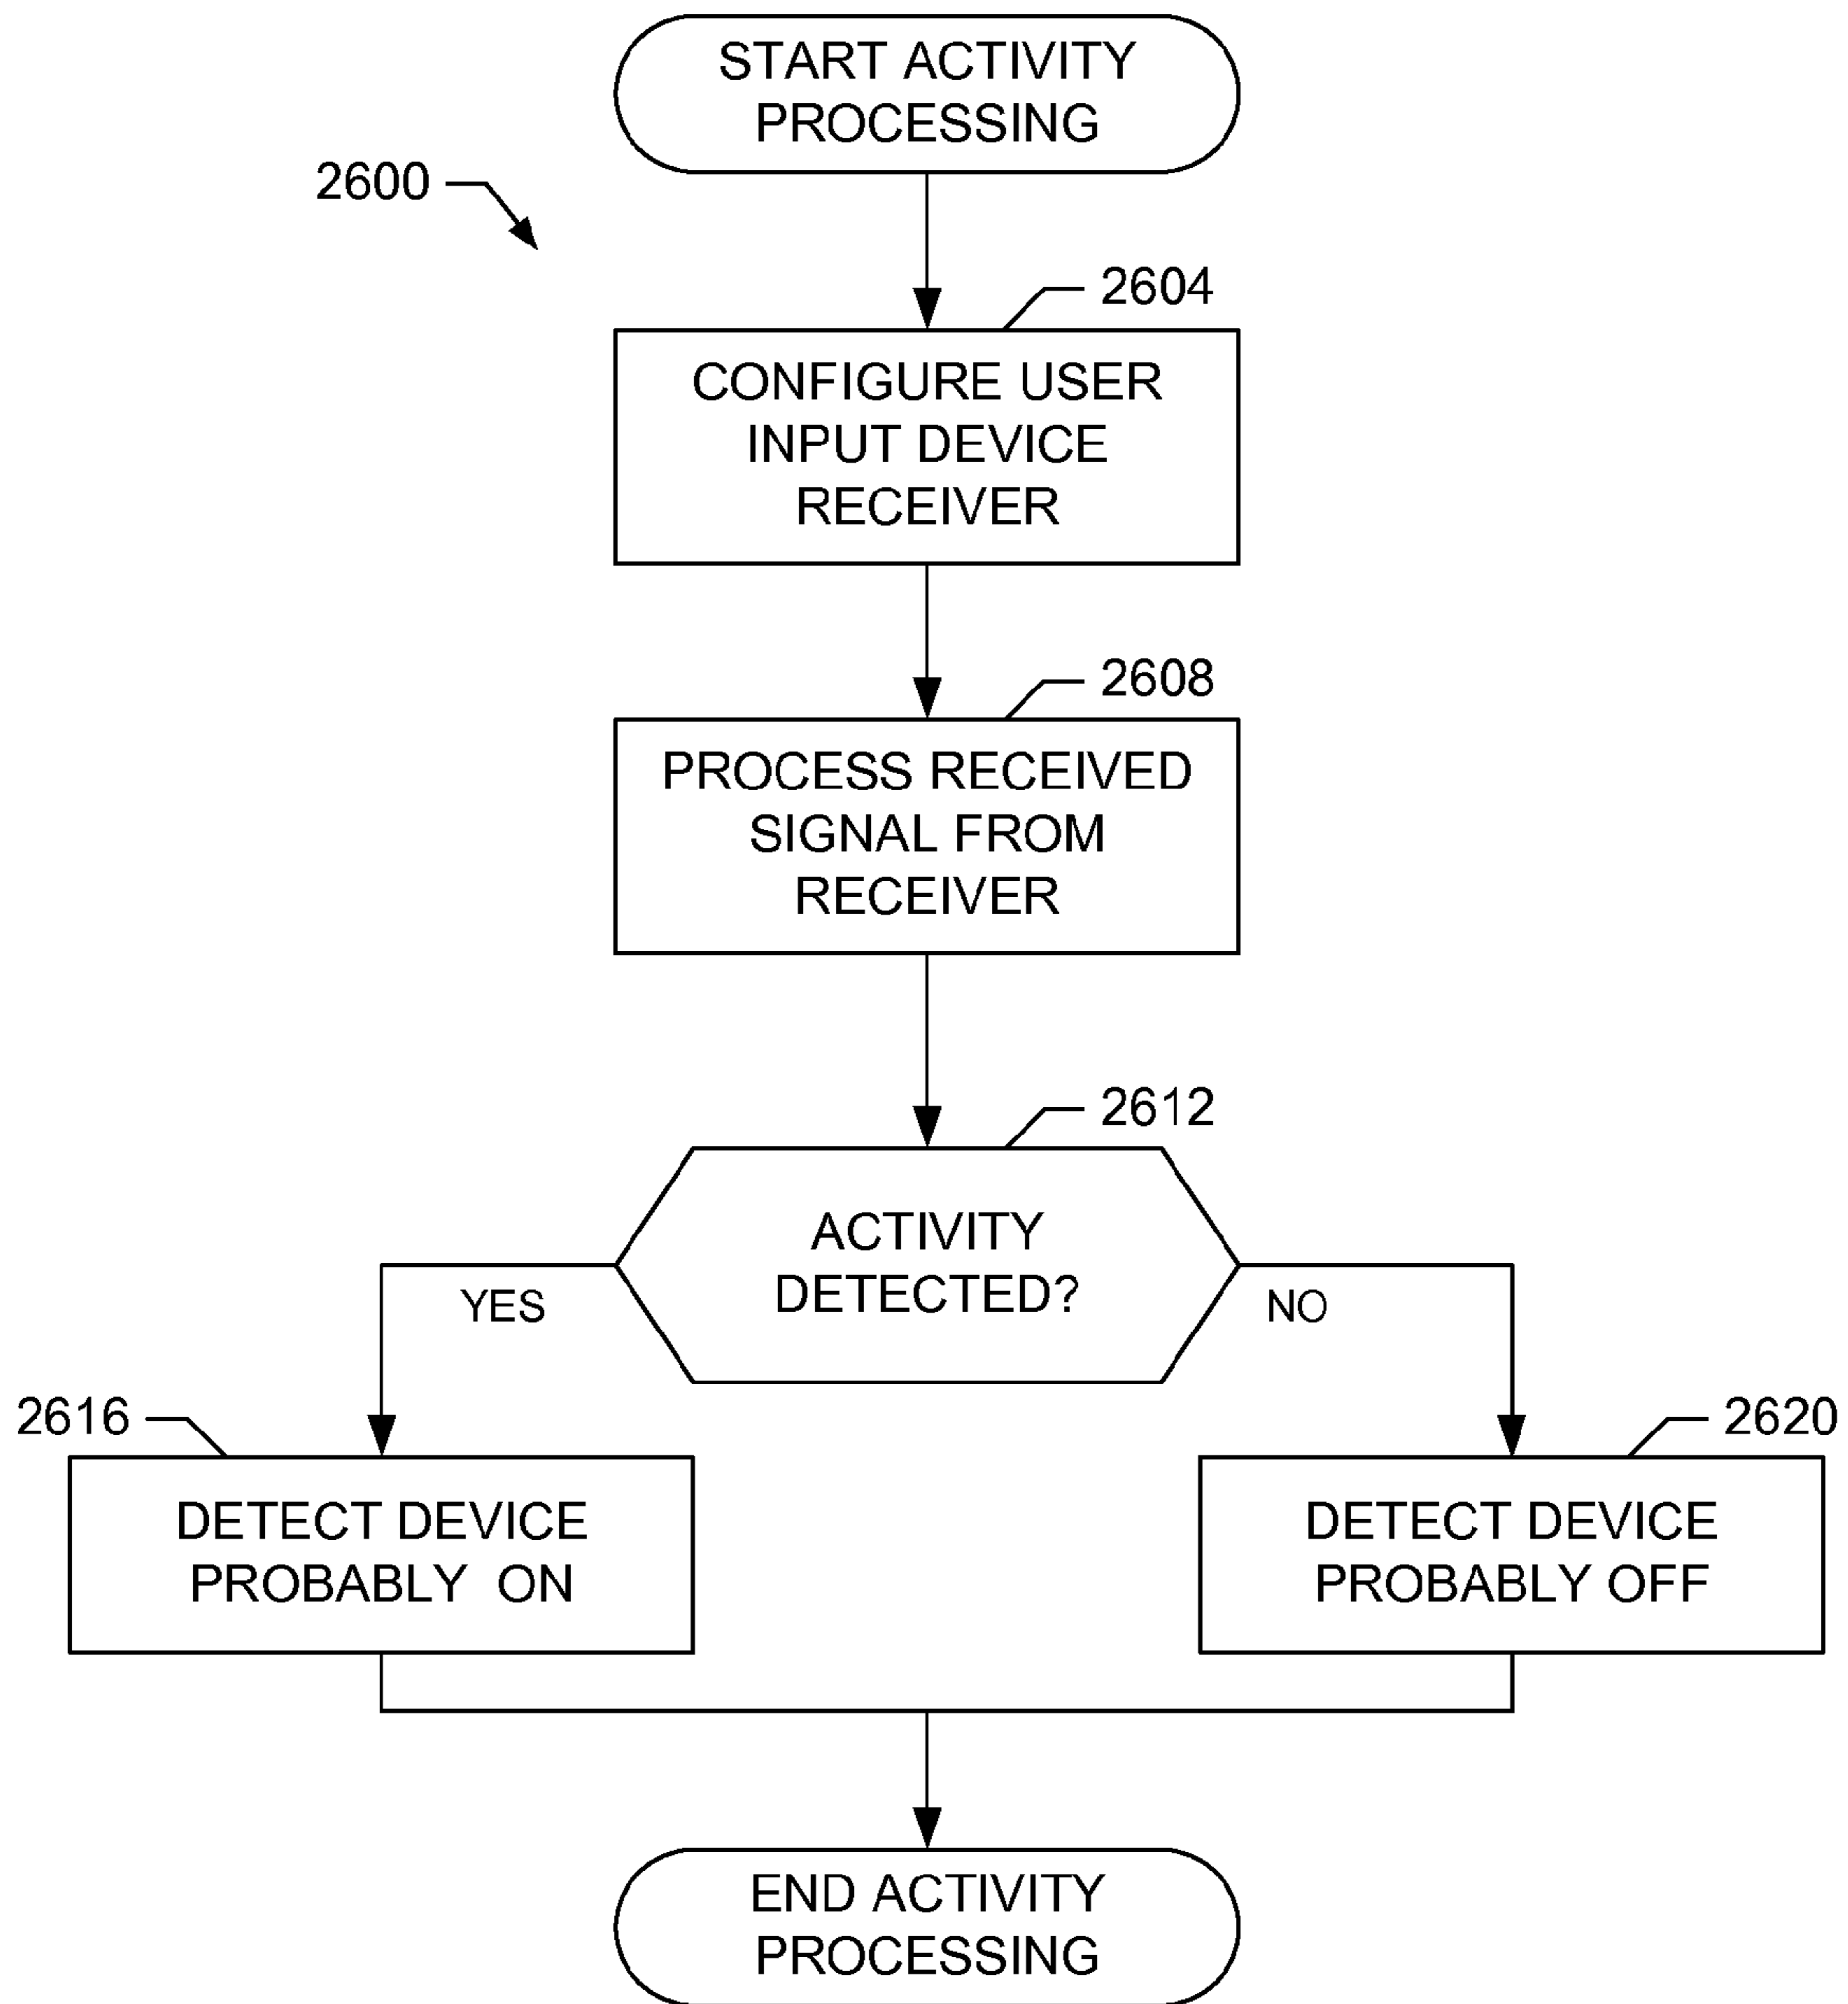 START ACTIVITY
PROCESSING
2600
2604
CONFIGURE USER
INPUT DEVICE
RECEIVER
2608
PROCESS RECEIVED
SIGNAL FROM
RECEIVER
2612
ACTIVITY
DETECTED?
YES
NO
2616
2620
DETECT DEVICE
PROBABLY ON
DETECT DEVICE
PROBABLY OFF
END ACTIVITY
PROCESSING